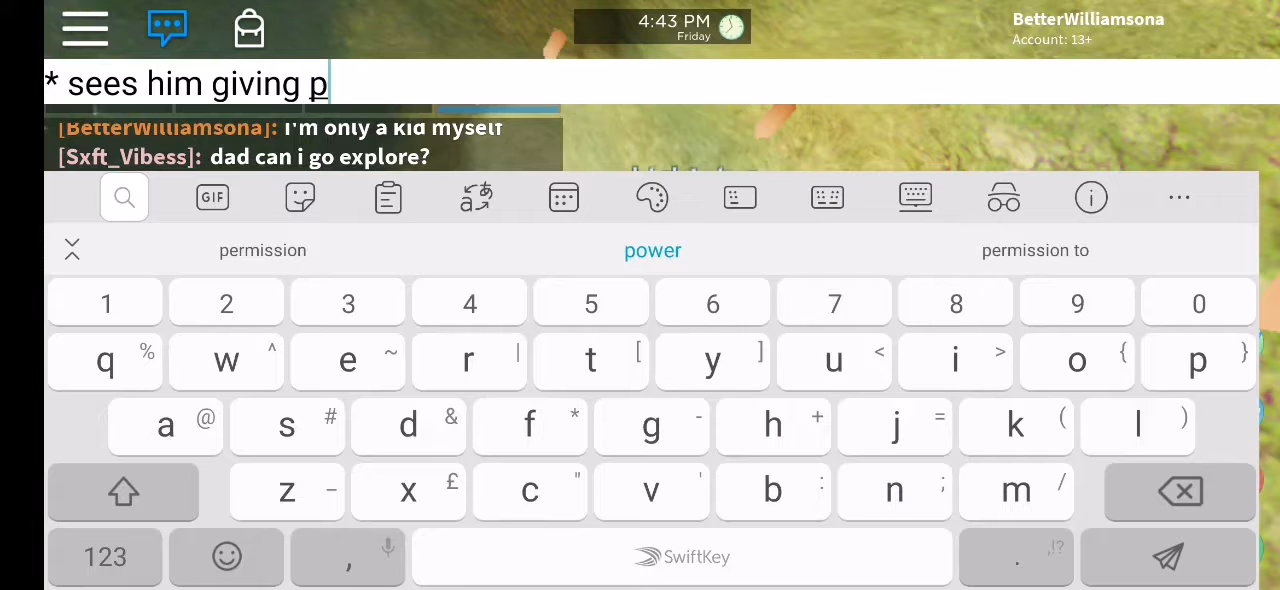 4:43 PM
Friday
BetterWilliamsona
Account: 13+
* sees him giving p
[BetterWilliamsona]: I'm only a kid myself
[Sxft_Vibess]: dad can i go explore?
GIF
permission power permission to
1 2 3 4 5 6 7 8 9 0
q % w ^ e ~ r | t [ y ] u < i > o { p }
a @ s # d & f * g - h + j = k ( l )
z _ x £ c " v ' b : n ; m /
123 , SwiftKey . ,!?